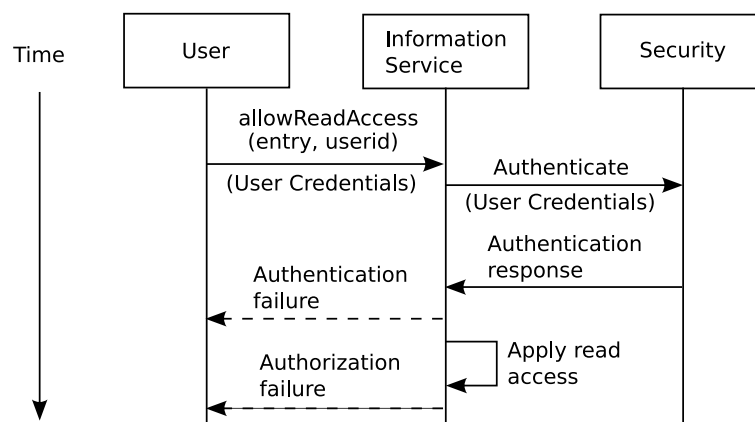 Time
User
Information
Service
Security
allowReadAccess
(entry, userid)
(User Credentials)
Authenticate
(User Credentials)
Authentication
response
Authentication
failure
Apply read
access
Authorization
failure